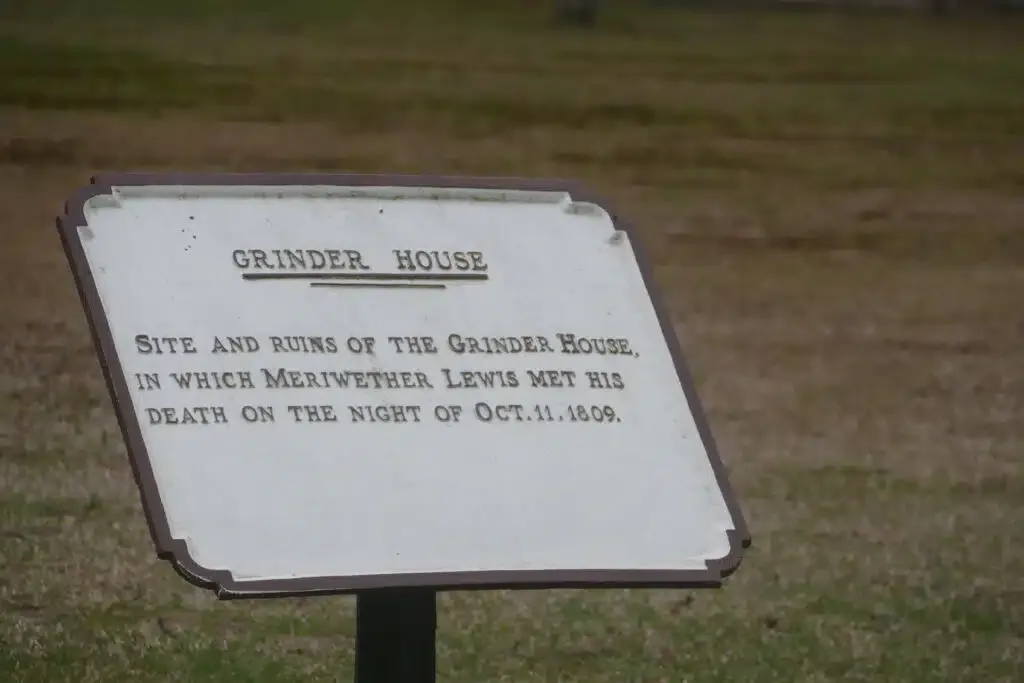 GRINDER HOUSE
SITE AND RUINS OF THE GRINDER HOUSE,
IN WHICH MERIWETHER LEWIS MET HIS
DEATH ON THE NIGHT OF OCT. 11. 1809.